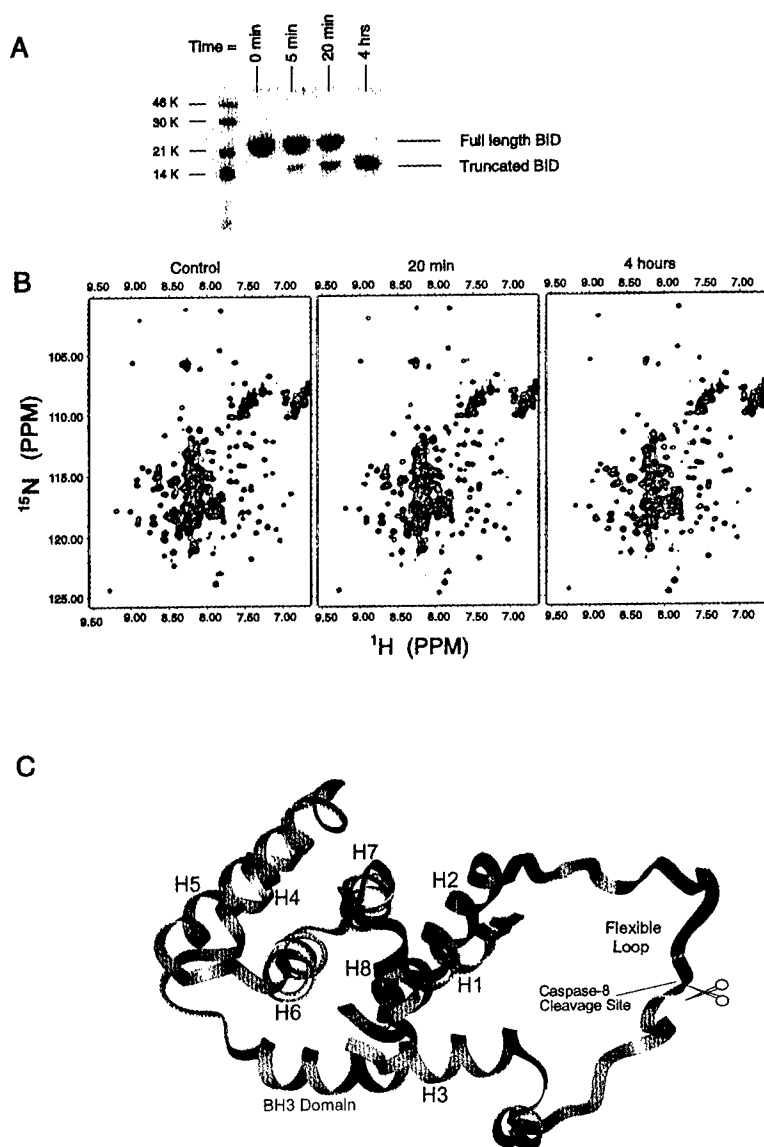 A
Time =
0 min
5 min
20 min
4 hrs
46 K
30 K
21 K
14 K
Full length BID
Truncated BID
B
Control
20 min
4 hours
9.50 9.00 8.50 8.00 7.50 7.00
9.50 9.00 8.50 8.00 7.50 7.00
9.50 9.00 8.50 8.00 7.50 7.00
105.00
110.00
115.00
120.00
125.00
15N (PPM)
9.50 9.00 8.50 8.00 7.50 7.00
9.50 9.00 8.50 8.00 7.50 7.00
9.50 9.00 8.50 8.00 7.50 7.00
1H (PPM)
C
H5
H4
H7
H2
H8
H1
H6
H3
BH3 Domain
Flexible
Loop
Caspase-8
Cleavage Site